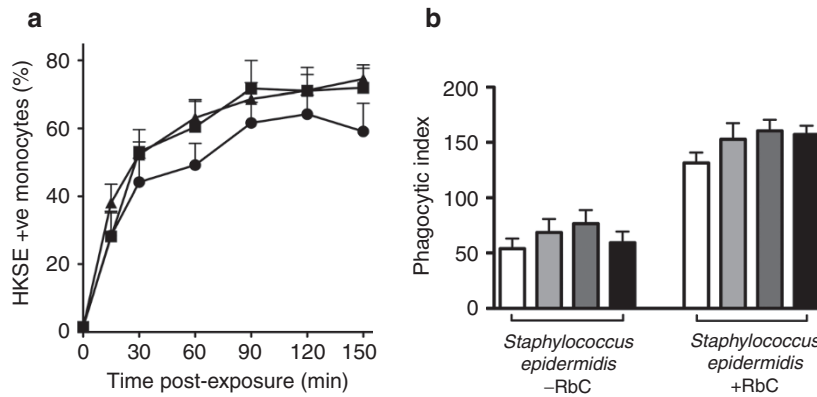 a
HKSE +ve monocytes (%)
80
60
40
20
0
0 30 60 90 120 150
Time post-exposure (min)
b
Phagocytic index
200
150
100
50
0
Staphylococcus
epidermidis
−RbC
Staphylococcus
epidermidis
+RbC